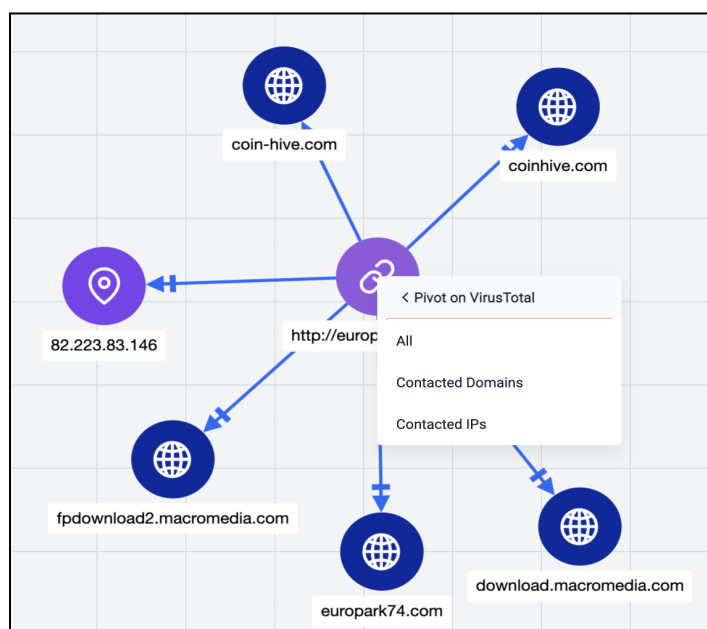 coin-hive.com
coinhive.com
< Pivot on VirusTotal
82.223.83.146
http://europ
All
Contacted Domains
Contacted IPs
fpdownload2.macromedia.com
download.macromedia.com
europark74.com